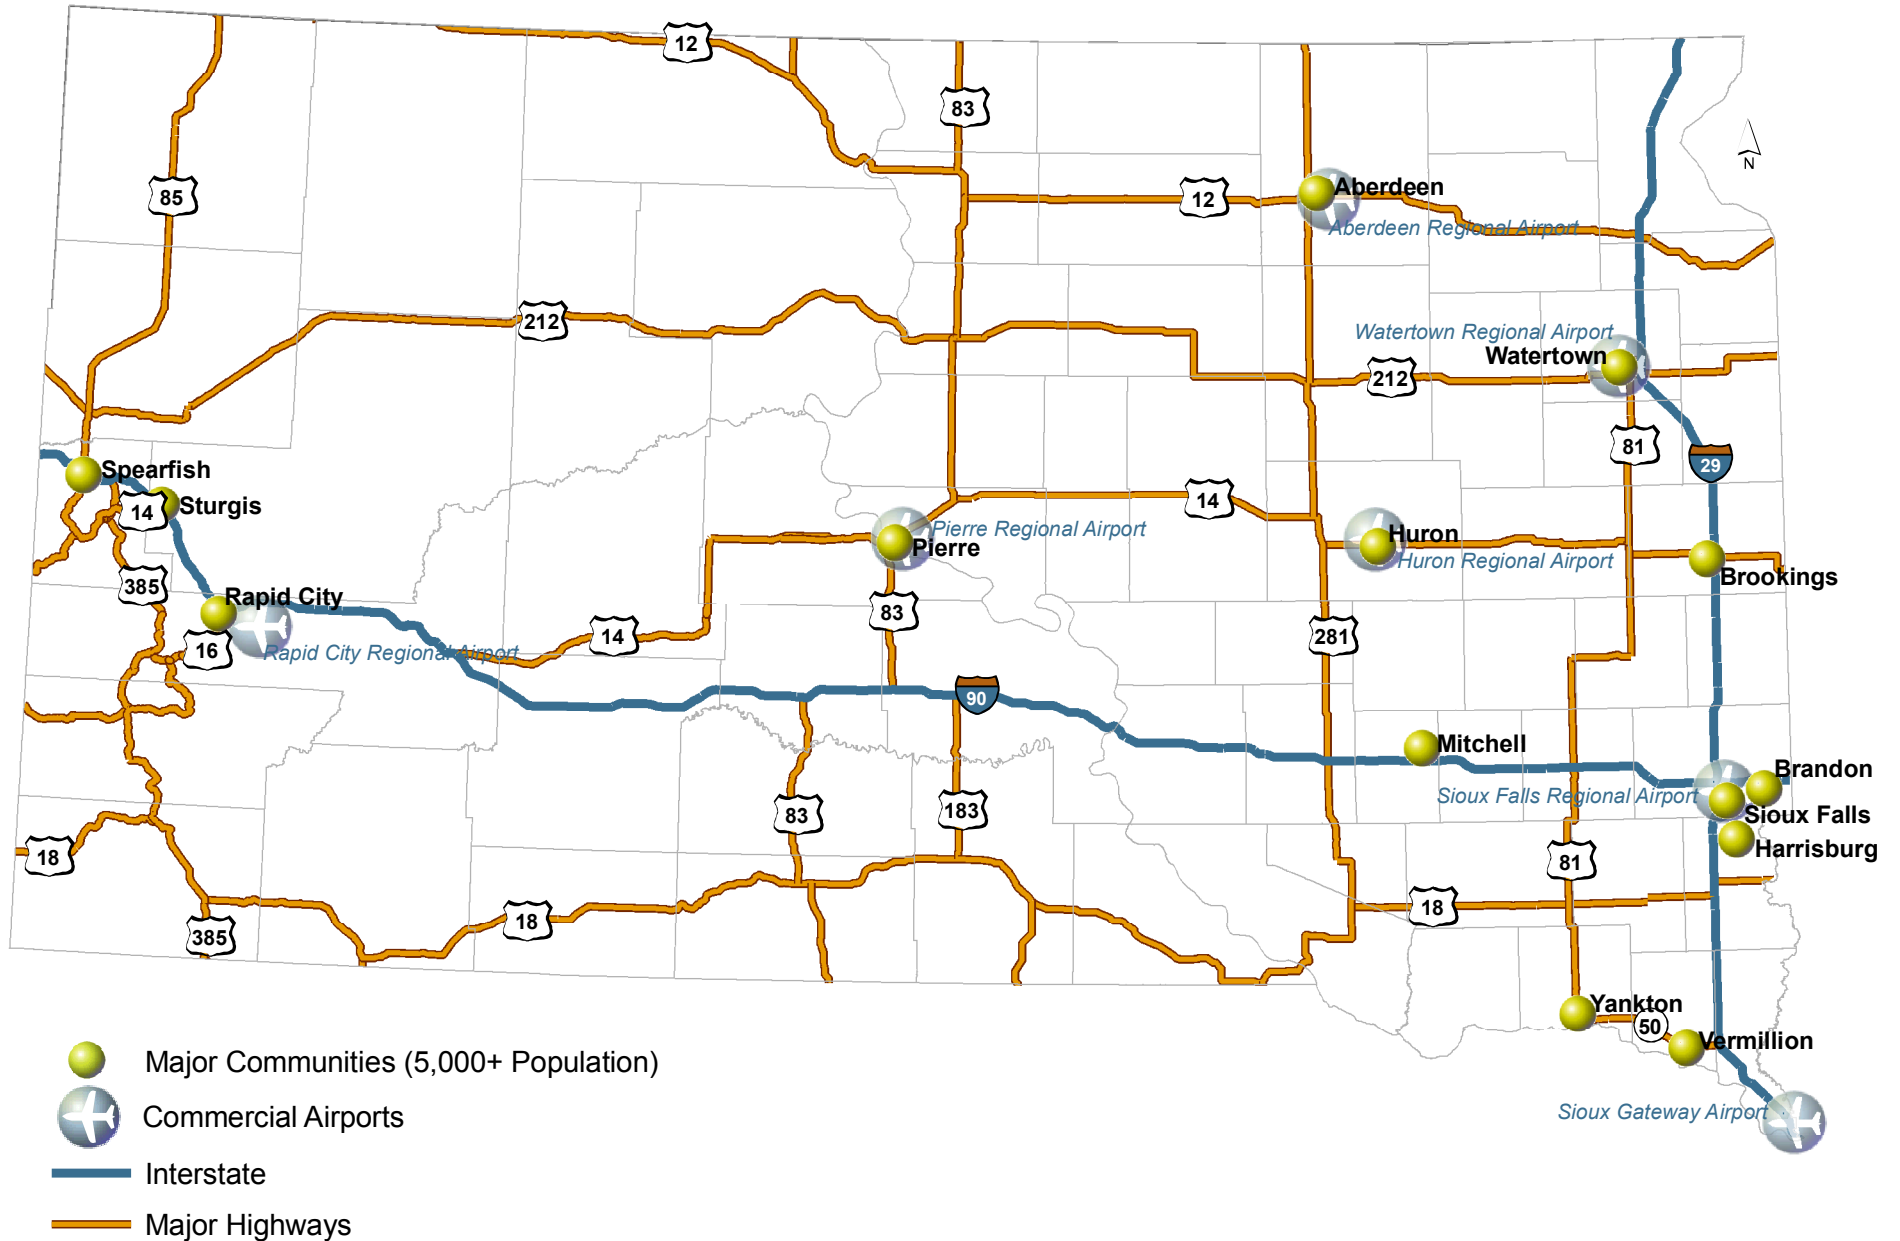 12
83
85
12
Aberdeen
Aberdeen Regional Airport
212
Watertown Regional Airport
Watertown
212
81
29
Spearfish
14
Sturgis
14
Pierre Regional Airport
Pierre
Huron
Huron Regional Airport
Brookings
385
Rapid City
83
16
14
281
Rapid City Regional Airport
90
Mitchell
Brandon
Sioux Falls Regional Airport
83
183
Sioux Falls
Harrisburg
18
81
18
18
385
Yankton
50
Vermillion
Sioux Gateway Airport
N
Major Communities (5,000+ Population)
Commercial Airports
Interstate
Major Highways